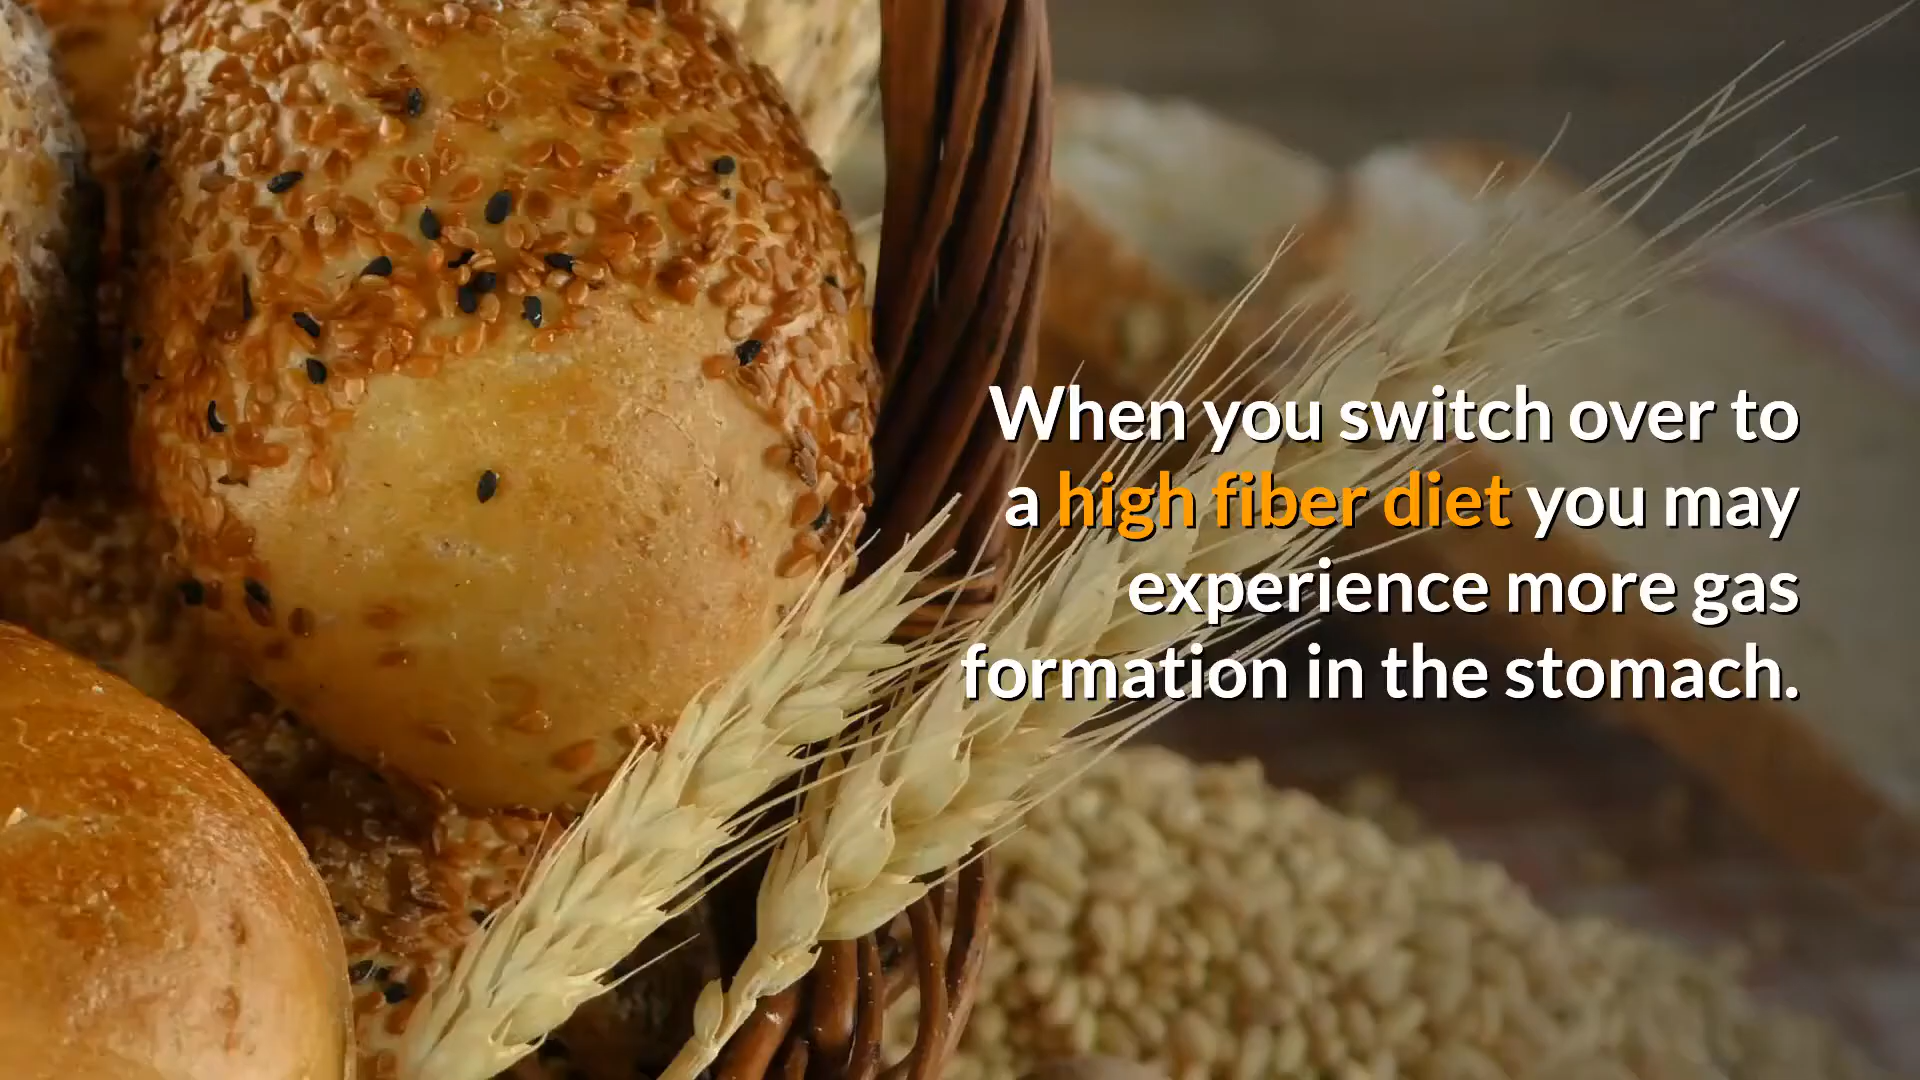 When you switch over to
a high fiber diet you may
experience more gas
formation in the stomach.